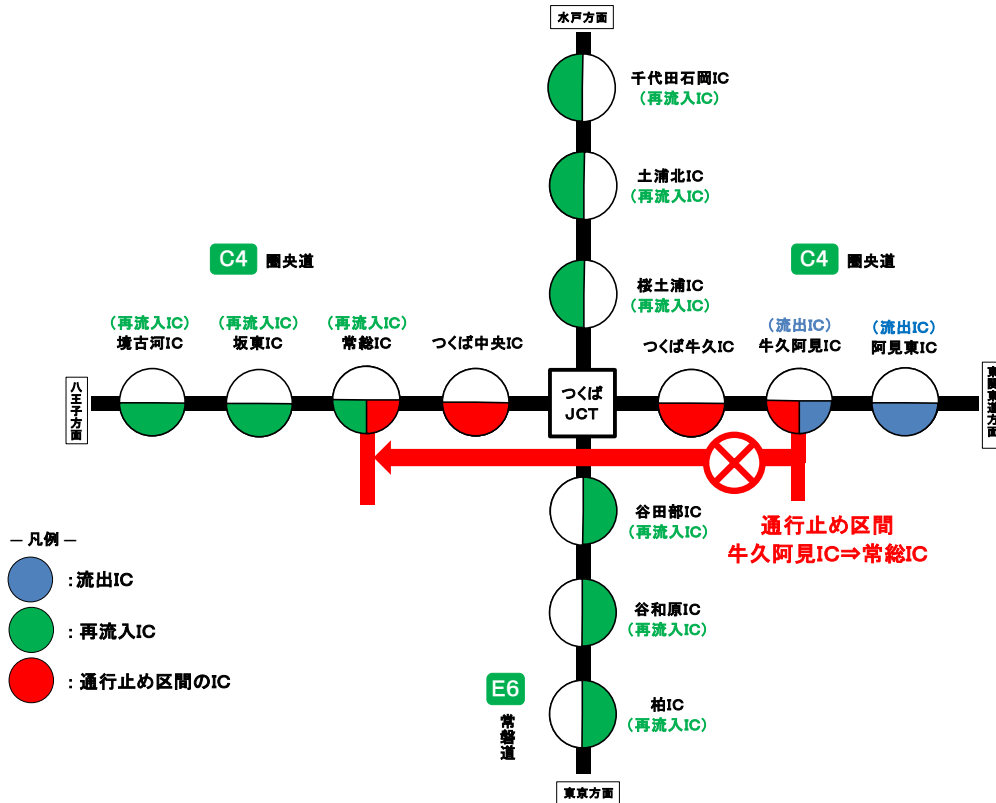 水戸方面
千代田石岡IC
(再流入IC)
土浦北IC
(再流入IC)
C4 圏央道
C4 圏央道
桜土浦IC
(再流入IC)
(再流入IC)
境古河IC
(再流入IC)
坂東IC
(再流入IC)
常総IC
つくば中央IC
つくば牛久IC
(流出IC)
牛久阿見IC
(流出IC)
阿見東IC
八王子方面
つくば
JCT
東関東道方面
谷田部IC
(再流入IC)
通行止め区間
牛久阿見IC⇒常総IC
― 凡例 ―
:流出IC
:再流入IC
:通行止め区間のIC
谷和原IC
(再流入IC)
E6
常磐道
柏IC
(再流入IC)
東京方面